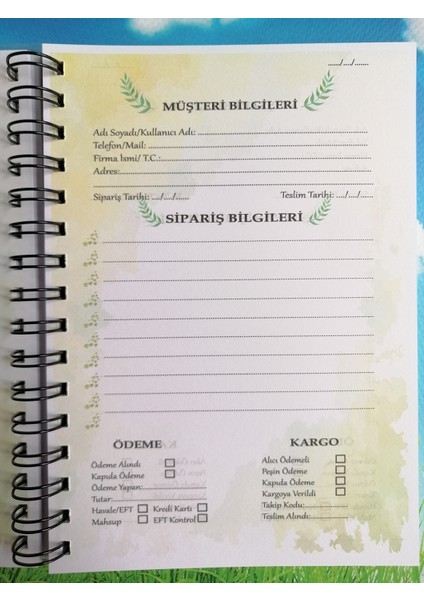 ...../..../......
MÜŞTERİ BİLGİLERİ
Adı Soyadı/Kullanıcı Adı:
Telefon/Mail:
Firma İsmi/ T.C.:
Adres:
Sipariş Tarihi: ..../..../.... Teslim Tarihi: ..../..../....
SİPARİŞ BİLGİLERİ
ÖDEME
Ödeme Alındı
Kapıda Ödeme
Ödeme Yapan:
Tutar:
Havale/EFT Kredi Kartı
Mahsup EFT Kontrol
KARGO
Alıcı Ödemeli
Peşin Ödeme
Kapıda Ödeme
Kargoya Verildi
Takip Kodu:
Teslim Alındı: